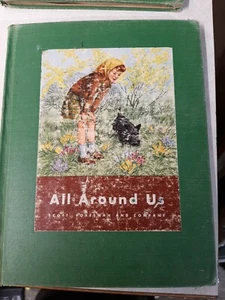 All Around Us
SCOTT, FORESMAN AND COMPANY